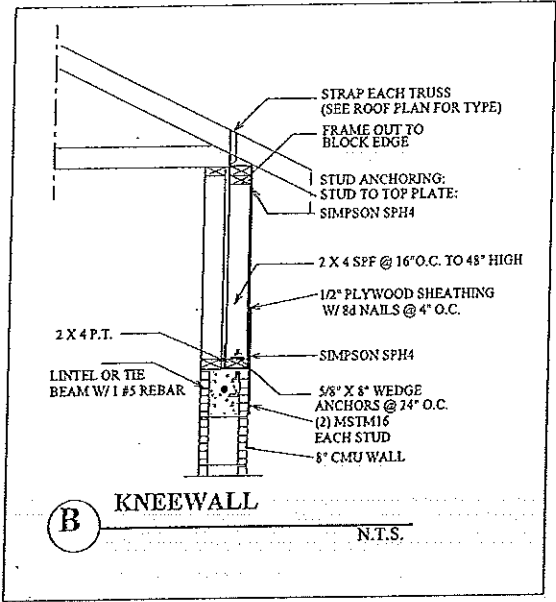 STRAP EACH TRUSS
(SEE ROOF PLAN FOR TYPE)
FRAME OUT TO
BLOCK EDGE
STUD ANCHORING:
STUD TO TOP PLATE:
SIMPSON SPH4
2 X 4 SPF @ 16"O.C. TO 48" HIGH
1/2" PLYWOOD SHEATHING
W/ 8d NAILS @ 4" O.C.
2 X 4 P.T.
SIMPSON SPH4
LINTEL OR TIE
BEAM W/ 1 #5 REBAR
5/8" X 8" WEDGE
ANCHORS @ 24" O.C.
(2) MSTM16
EACH STUD
8" CMU WALL
B KNEEWALL
N.T.S.